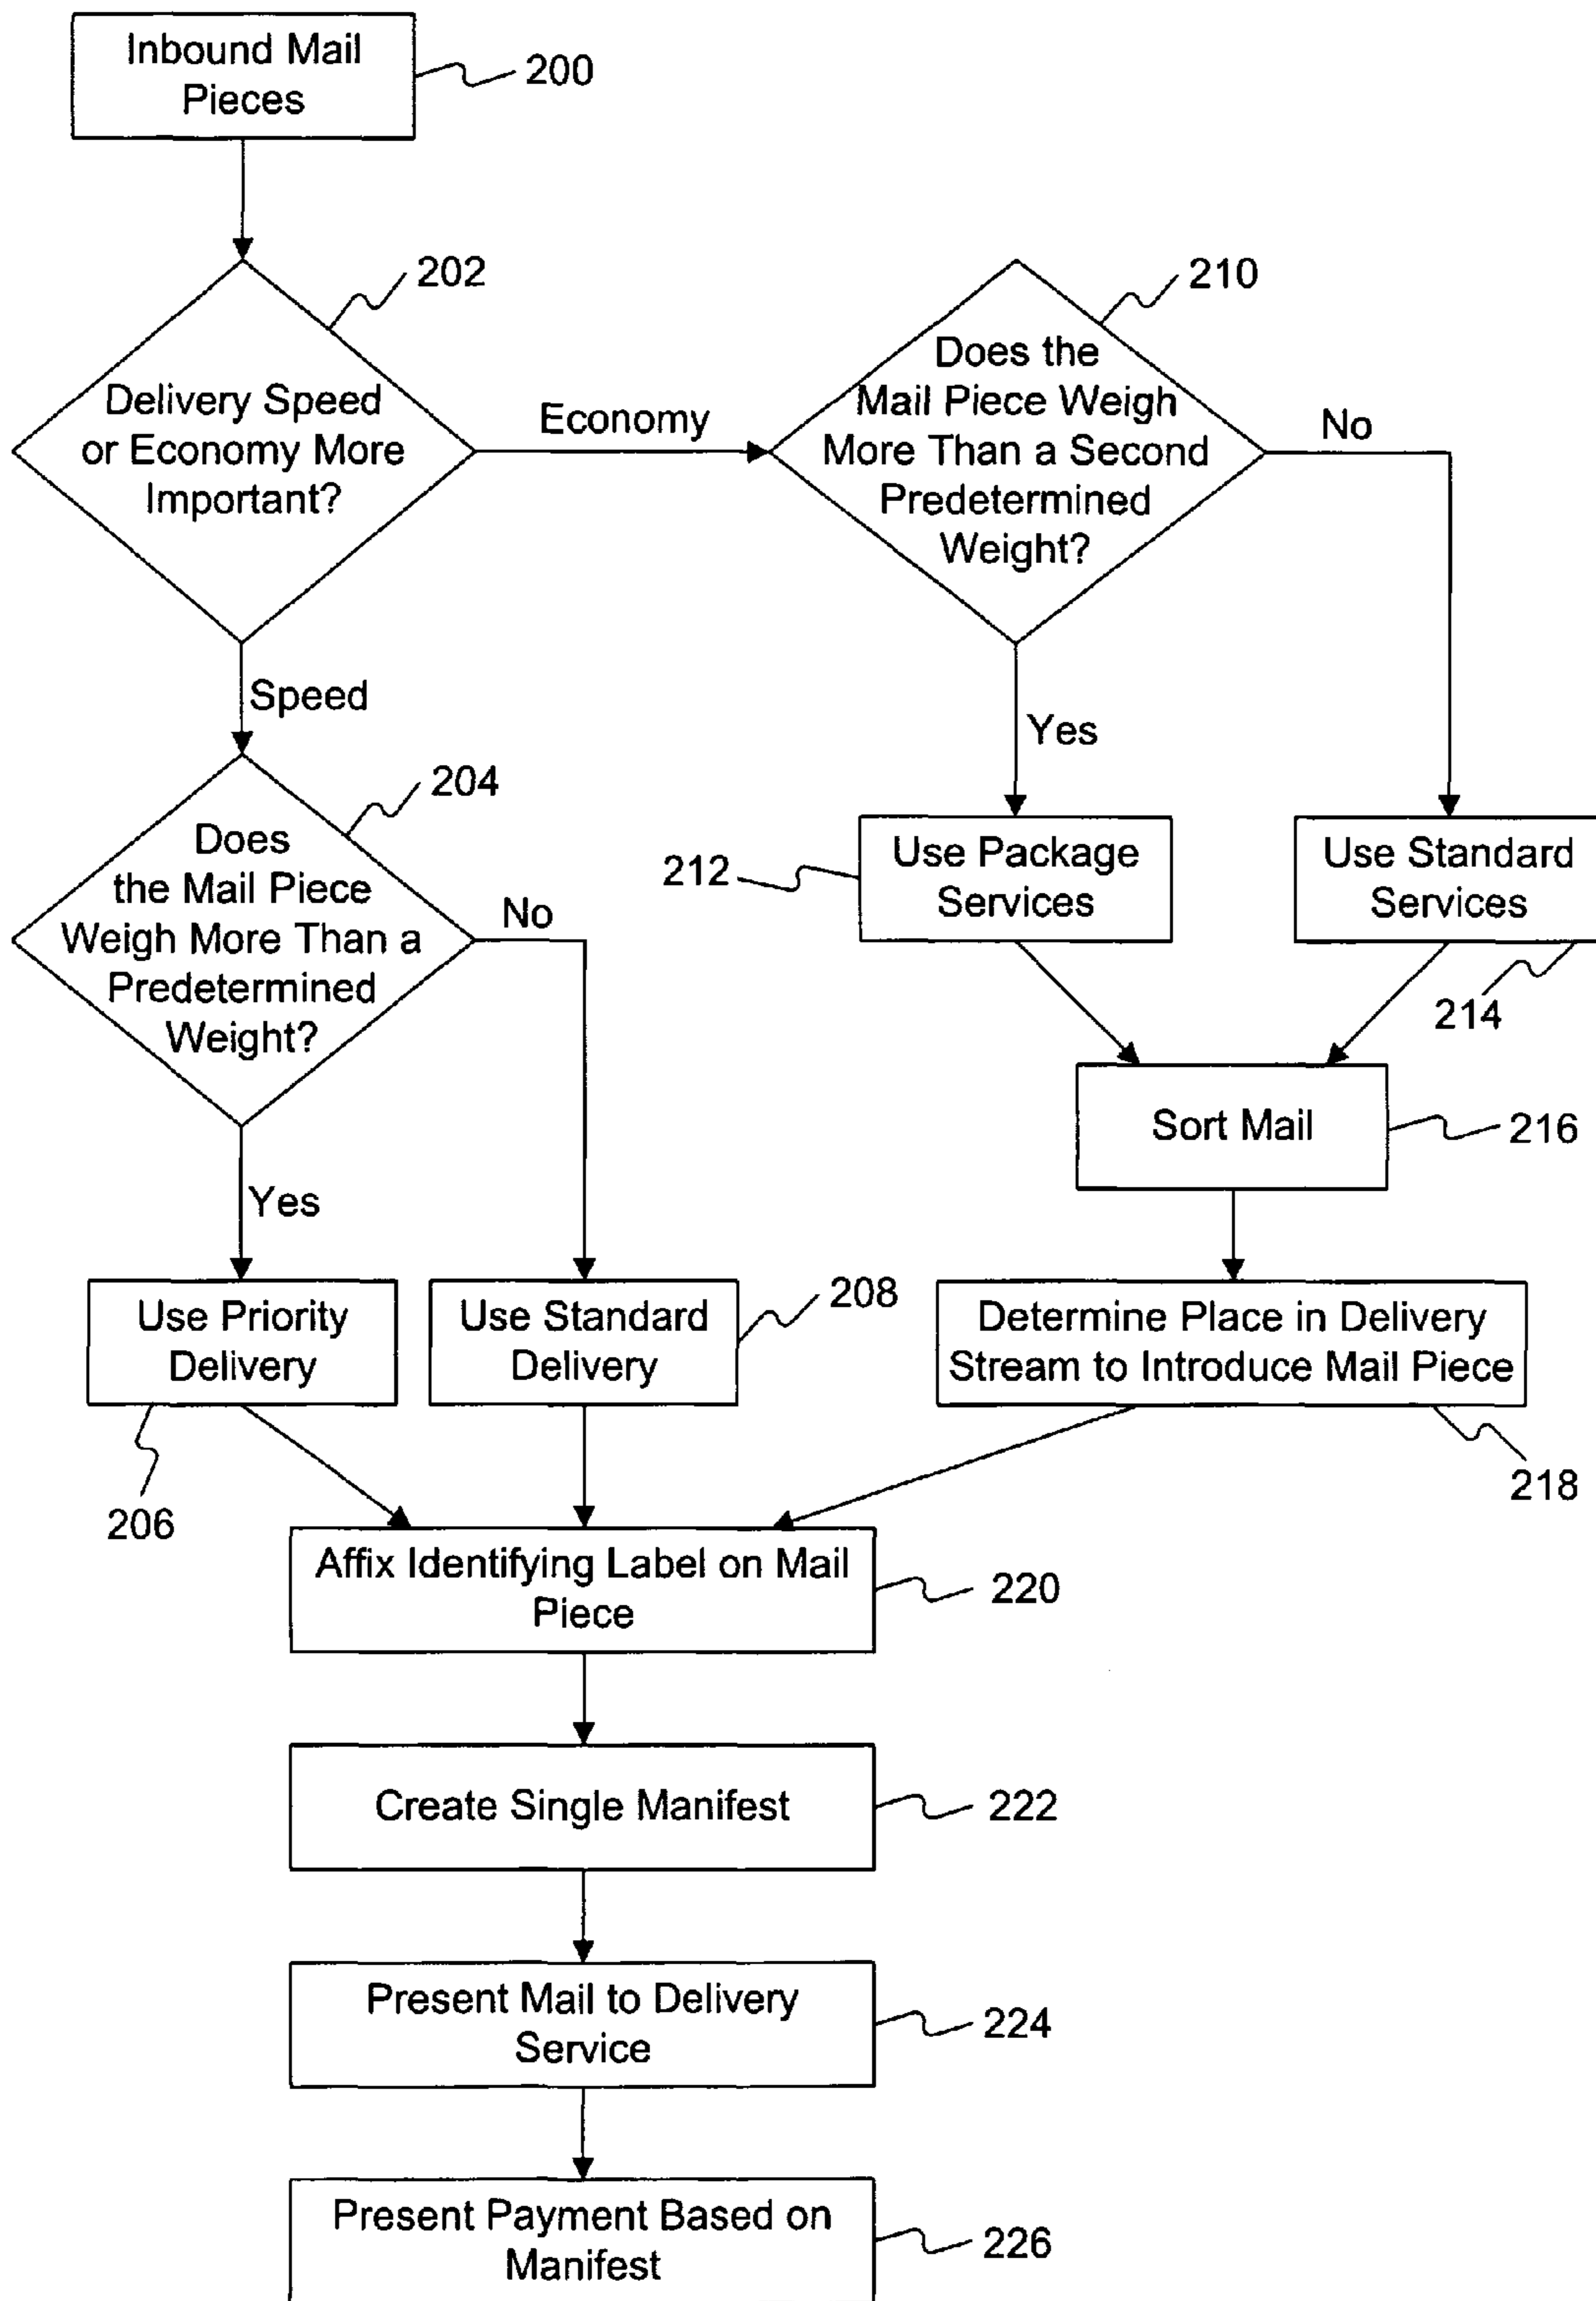 Inbound Mail
Pieces
200
202
Delivery Speed
or Economy More
Important?
Economy
210
Does the
Mail Piece Weigh
More Than a Second
Predetermined
Weight?
No
Speed
Yes
204
Does
the Mail Piece
Weigh More Than a
Predetermined
Weight?
No
212
Use Package
Services
Use Standard
Services
214
Sort Mail
216
Yes
Use Priority
Delivery
206
Use Standard
Delivery
208
Determine Place in Delivery
Stream to Introduce Mail Piece
218
Affix Identifying Label on Mail
Piece
220
Create Single Manifest
222
Present Mail to Delivery
Service
224
Present Payment Based on
Manifest
226